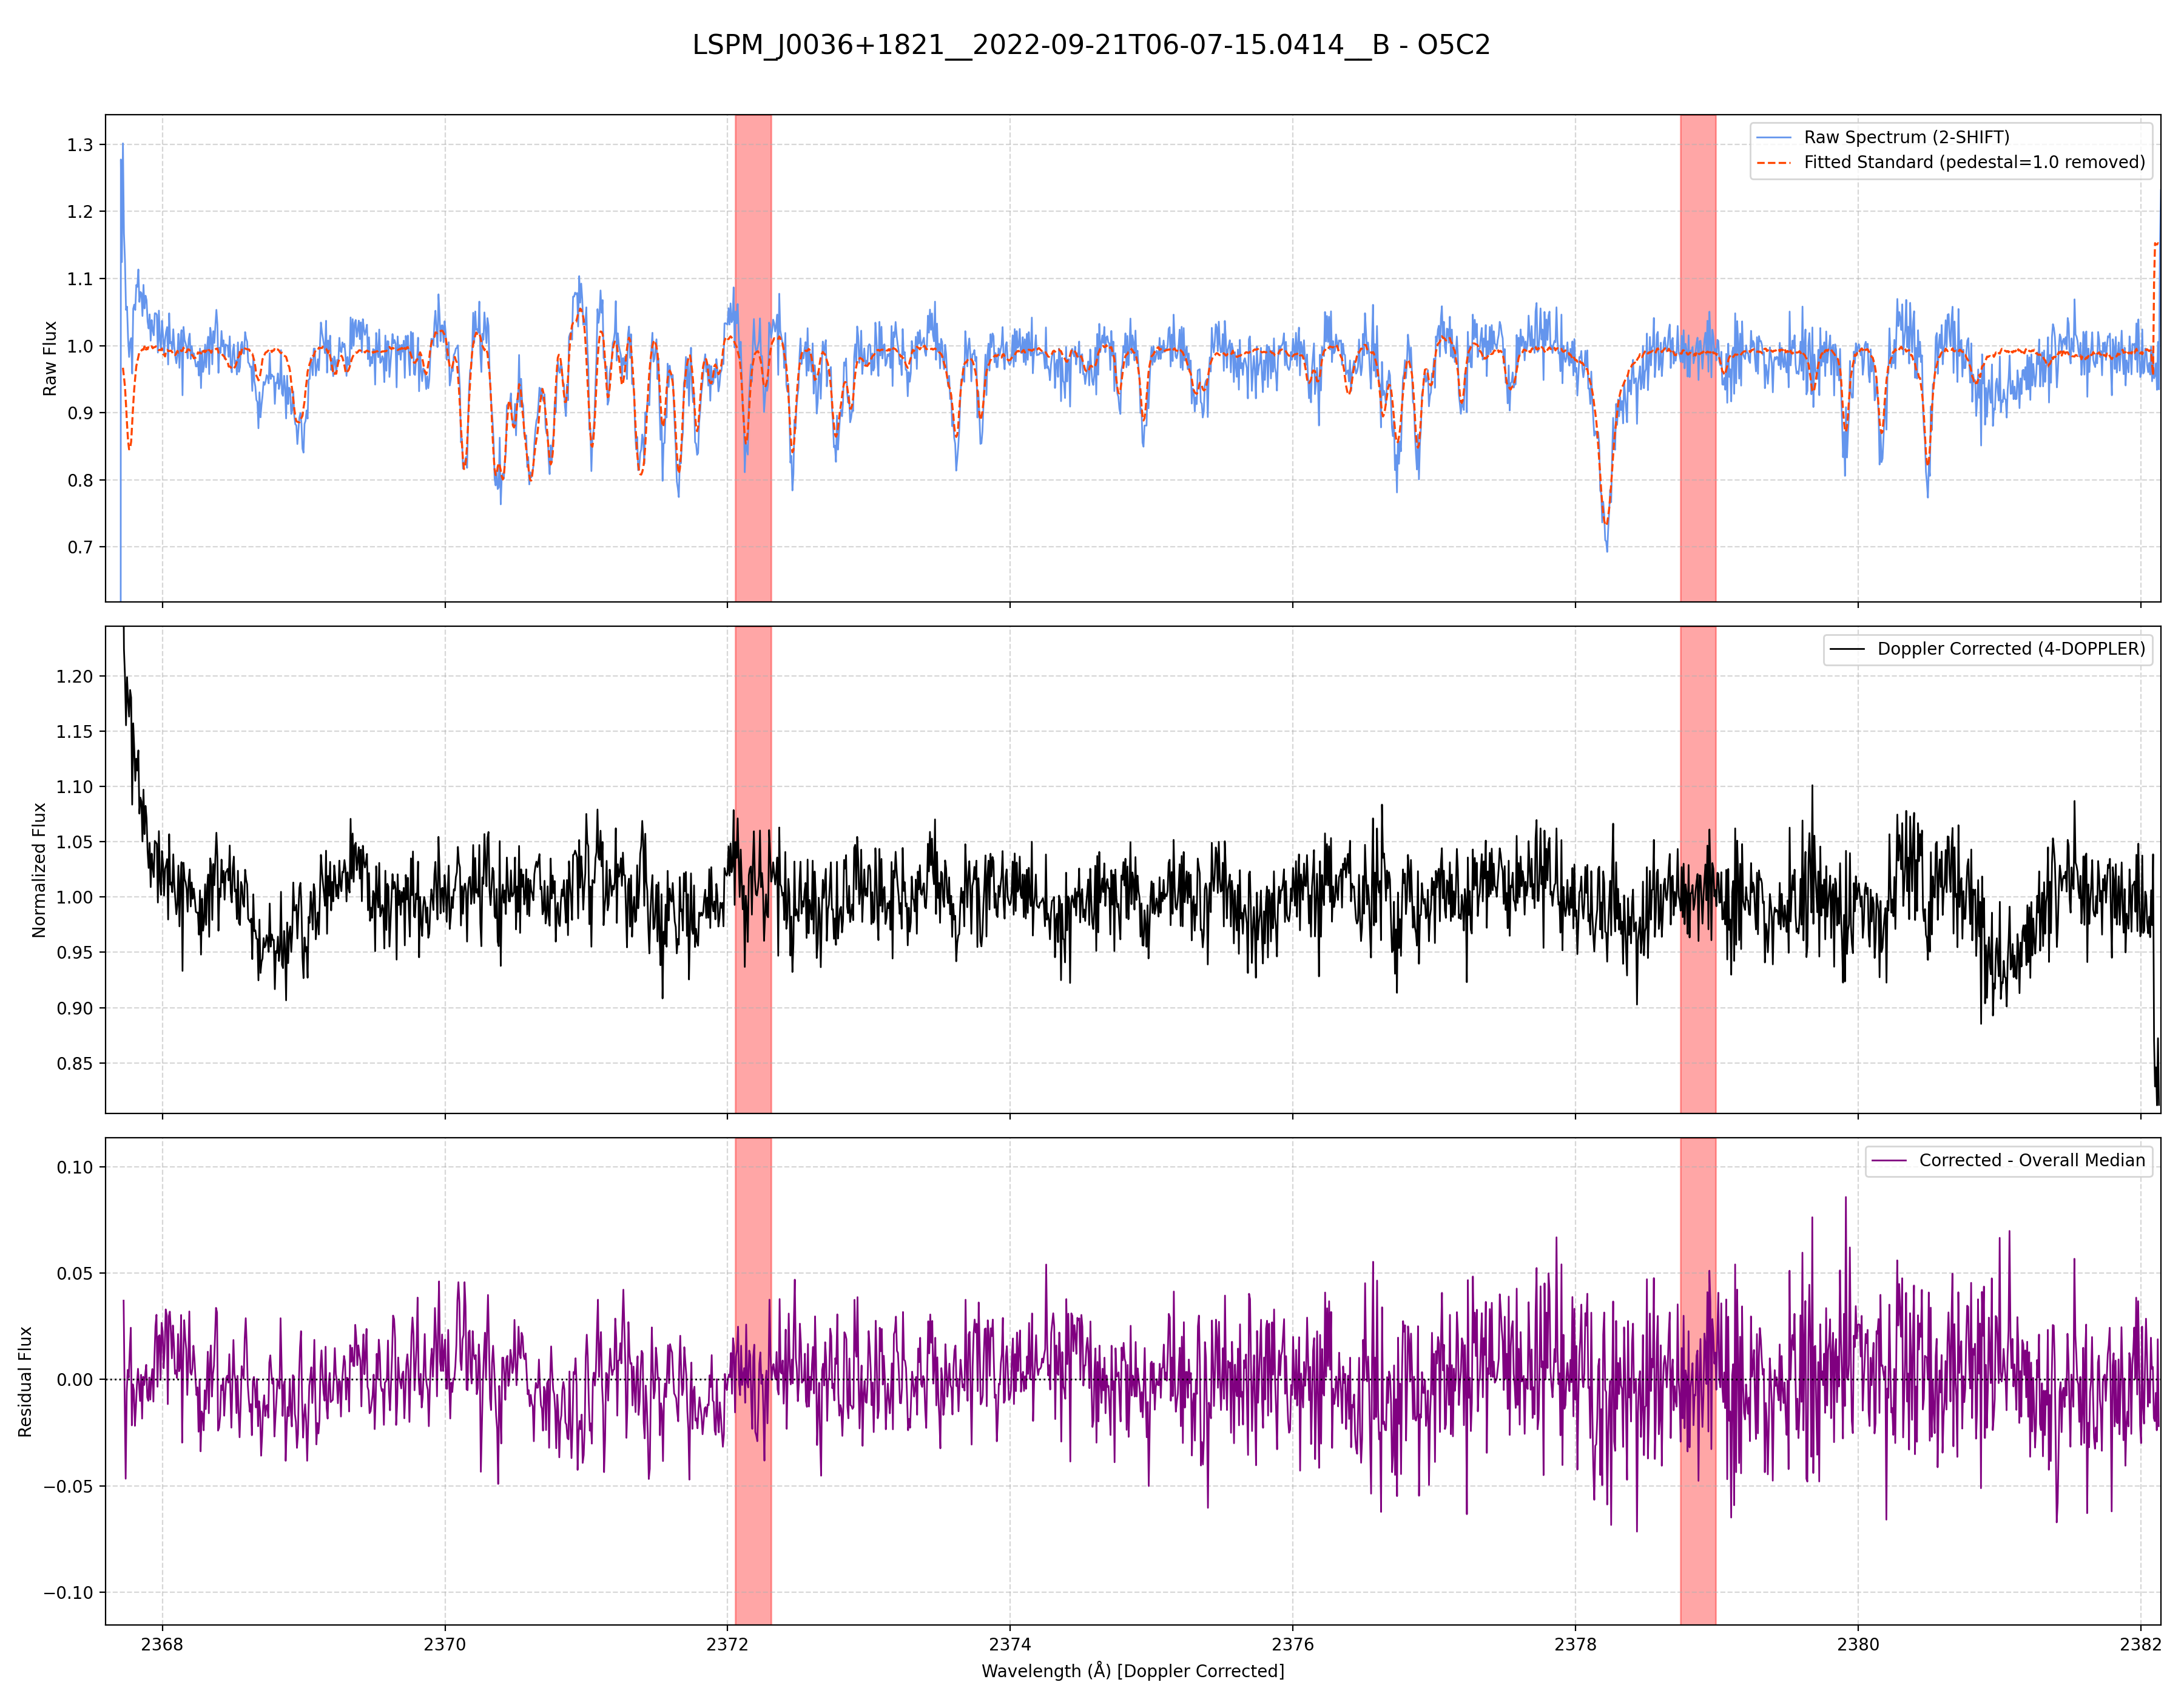 LSPM_J0036+1821__2022-09-21T06-07-15.0414__B - O5C2
Raw Spectrum (2-SHIFT)
Fitted Standard (pedestal=1.0 removed)
1.3
1.2
1.1
1.0
0.9
0.8
0.7
Raw Flux
Doppler Corrected (4-DOPPLER)
1.20
1.15
1.10
1.05
1.00
0.95
0.90
0.85
Normalized Flux
Corrected - Overall Median
0.10
0.05
0.00
−0.05
−0.10
Residual Flux
2368 2370 2372 2374 2376 2378 2380 2382
Wavelength (Å) [Doppler Corrected]